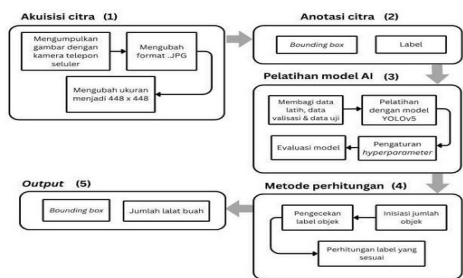 Akuisisi citra (1)
Mengumpulkan
gambar dengan
kamera telepon
seluler
Mengubah
format .JPG
Mengubah ukuran
menjadi 448 x 448
Anotasi citra (2)
Bounding box
Label
Pelatihan model AI (3)
Membagi data
latih, data
valisasi & data uji
Pelatihan
dengan model
YOLOv5
Pengaturan
hyperparameter
Evaluasi model
Metode perhitungan (4)
Inisiasi jumlah
objek
Pengecekan
label objek
Perhitungan label yang
sesuai
Output (5)
Bounding box
Jumlah lalat buah